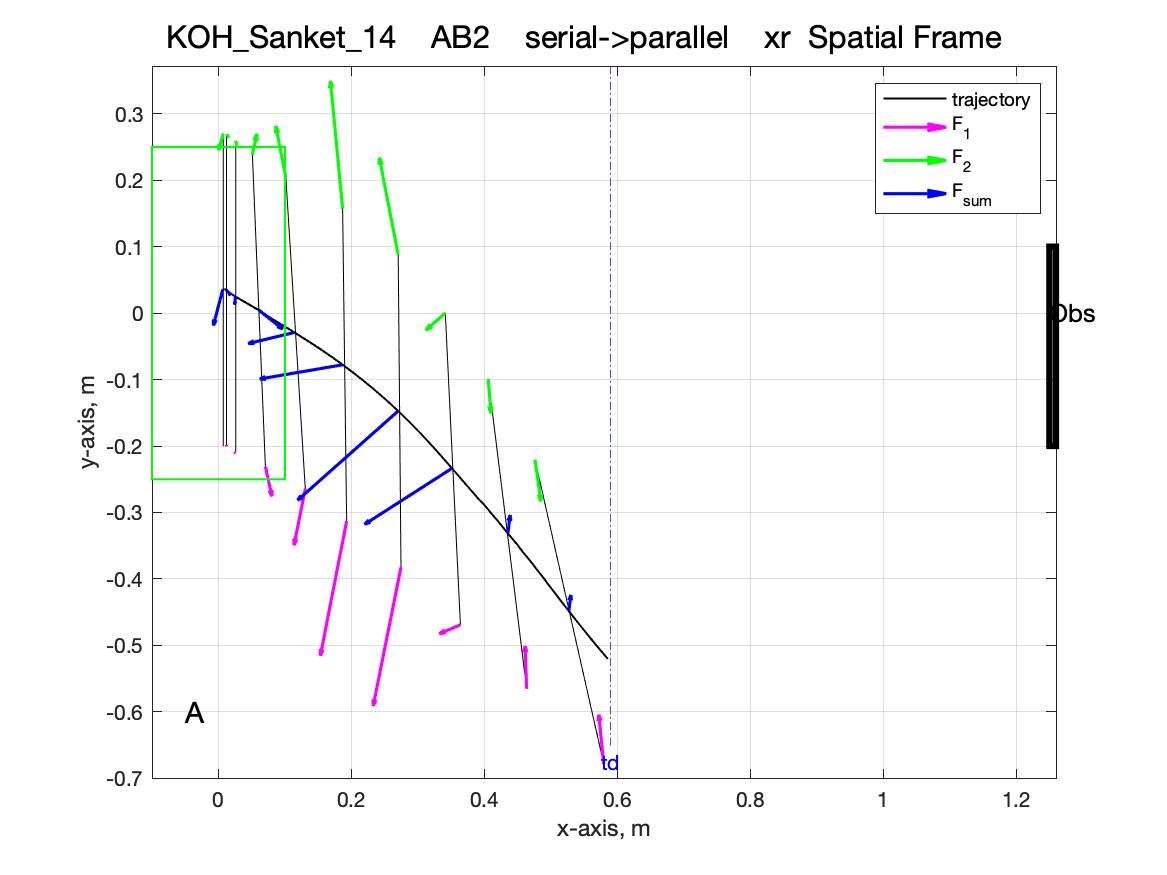 KOH_Sanket_14 AB2 serial->parallel xr Spatial Frame
trajectory
F1
F2
Fsum
0.3
0.2
0.1
0
-0.1
-0.2
-0.3
-0.4
-0.5
-0.6
-0.7
y-axis, m
Obs
A
td
0 0.2 0.4 0.6 0.8 1 1.2
x-axis, m